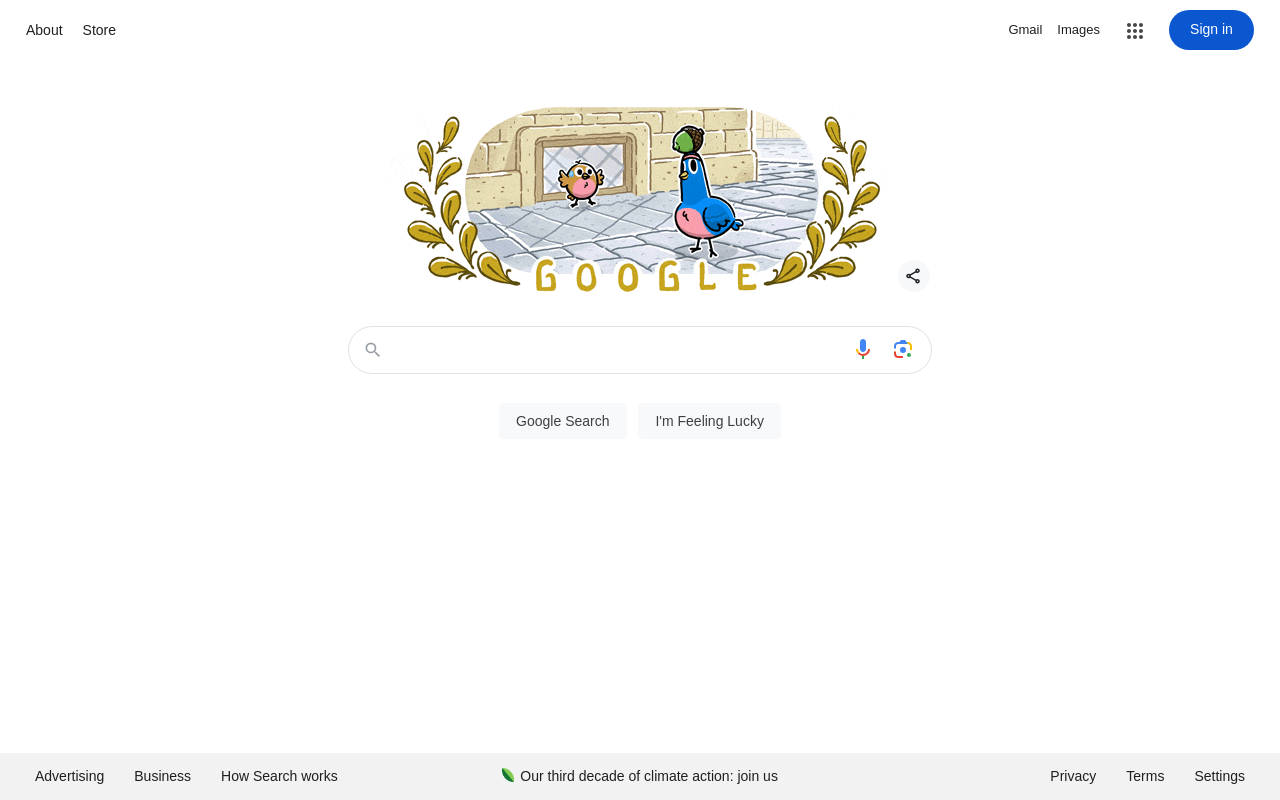 About Store
Gmail Images Sign in
GOOGLE
Google Search I'm Feeling Lucky
Advertising Business How Search works Our third decade of climate action: join us Privacy Terms Settings